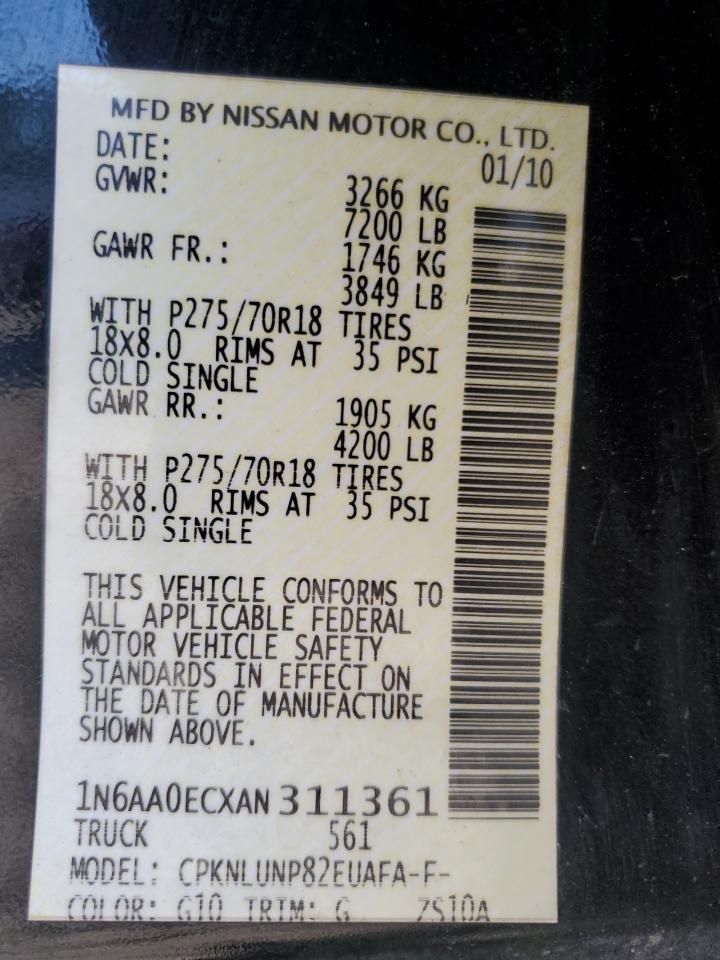 MFD BY NISSAN MOTOR CO., LTD.
DATE: 01/10
GVWR: 3266 KG
7200 LB
GAWR FR.: 1746 KG
3849 LB
WITH P275/70R18 TIRES
18X8.0 RIMS AT 35 PSI
COLD SINGLE
GAWR RR.: 1905 KG
4200 LB
WITH P275/70R18 TIRES
18X8.0 RIMS AT 35 PSI
COLD SINGLE
THIS VEHICLE CONFORMS TO
ALL APPLICABLE FEDERAL
MOTOR VEHICLE SAFETY
STANDARDS IN EFFECT ON
THE DATE OF MANUFACTURE
SHOWN ABOVE.
1N6AA0ECXAN311361
TRUCK 561
MODEL: CPKNLUNP82EUAFA-F-
COLOR: G10 TRIM: G ZS10A